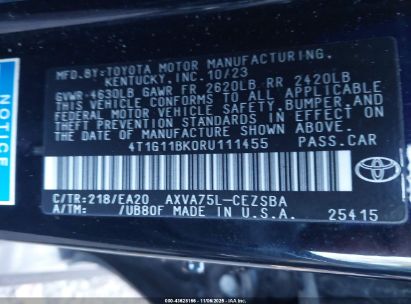 MFD.BY:TOYOTA MOTOR MANUFACTURING,
KENTUCKY,INC. 10/23
GVWR-4630LB GAWR FR 2620LB RR 2420LB
THIS VEHICLE CONFORMS TO ALL APPLICABLE
FEDERAL MOTOR VEHICLE SAFETY, BUMPER,AND
THEFT PREVENTION STANDARDS IN EFFECT ON
THE DATE OF MANUFACTURE SHOWN ABOVE.
4T1G11BK0RU111455 PASS.CAR
C/TR:218/EA20 AXVA75L-CEZSBA
A/TM: /UB80F MADE IN U.S.A. 25415
TOYOTA